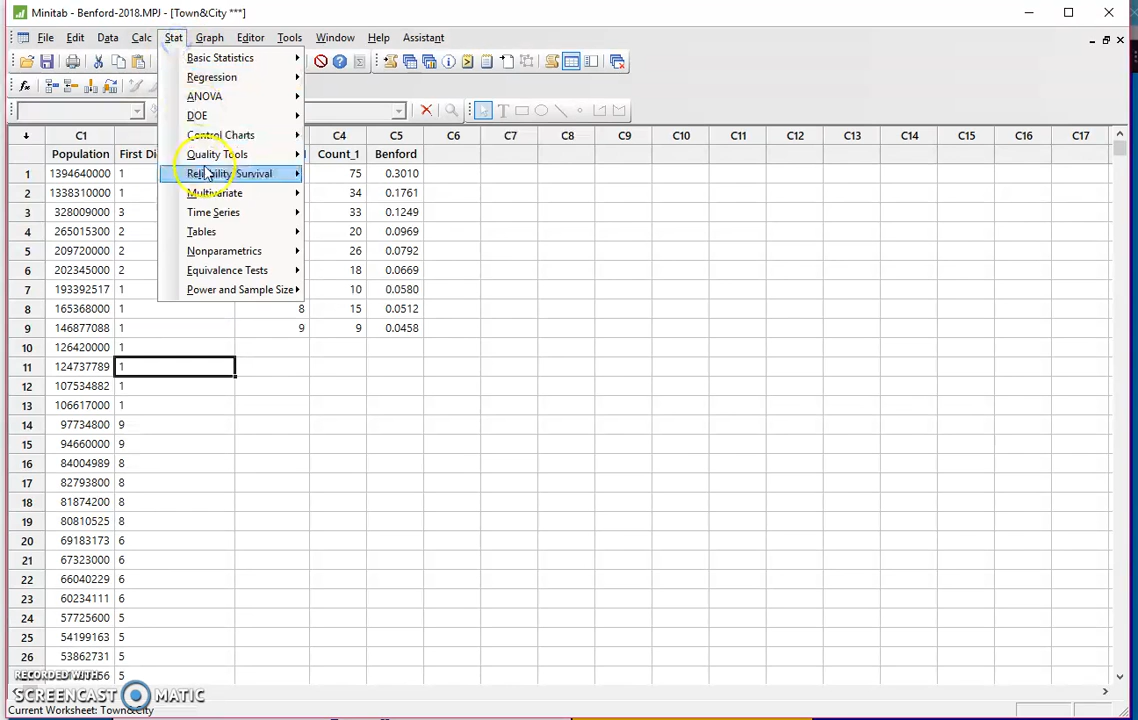 Minitab - Benford-2018.MPJ - [Town&City ***]
File Edit Data Calc Stat Graph Editor Tools Window Help Assistant
Basic Statistics
Regression
ANOVA
DOE
Control Charts
Quality Tools
Reliability/Survival
Multivariate
Time Series
Tables
Nonparametrics
Equivalence Tests
Power and Sample Size
C1 C4 C5 C6 C7 C8 C9 C10 C11 C12 C13 C14 C15 C16 C17
Population First Di Count_1 Benford
1 1394640000 1 75 0.3010
2 1338310000 1 34 0.1761
3 328009000 3 33 0.1249
4 265015300 2 20 0.0969
5 209720000 2 26 0.0792
6 202345000 2 18 0.0669
7 193392517 1 10 0.0580
8 165368000 1 8 15 0.0512
9 146877088 1 9 9 0.0458
10 126420000 1
11 124737789 1
12 107534882 1
13 106617000 1
14 97734800 9
15 94660000 9
16 84004989 8
17 82793800 8
18 81874200 8
19 80810525 8
20 69183173 6
21 67323000 6
22 66040229 6
23 60234111 6
24 57725600 5
25 54199163 5
26 53862731 5
56 5
RECORDED WITH
SCREENCAST MATIC
Current Worksheet: Town&City